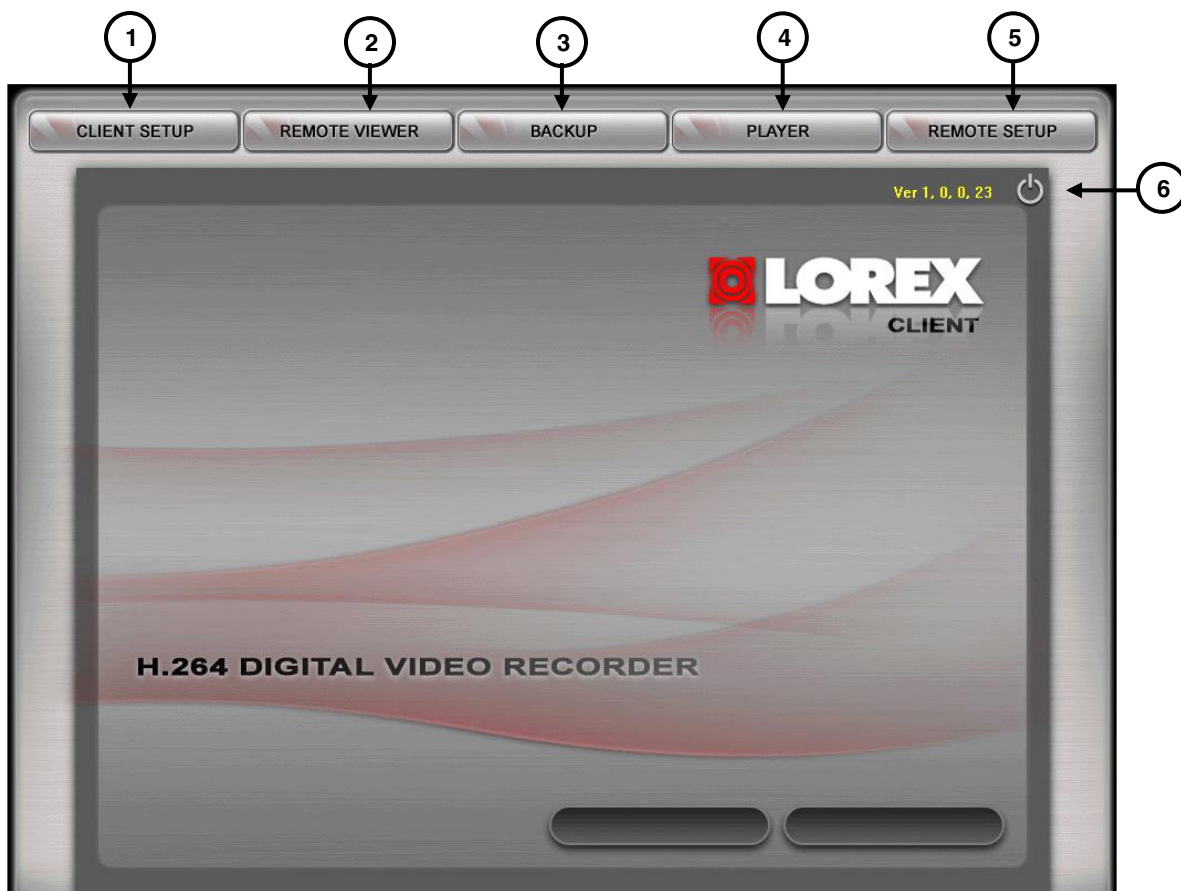 1 2 3 4 5
CLIENT SETUP REMOTE VIEWER BACKUP PLAYER REMOTE SETUP
Ver 1, 0, 0, 23
6
LOREX
CLIENT
H.264 DIGITAL VIDEO RECORDER